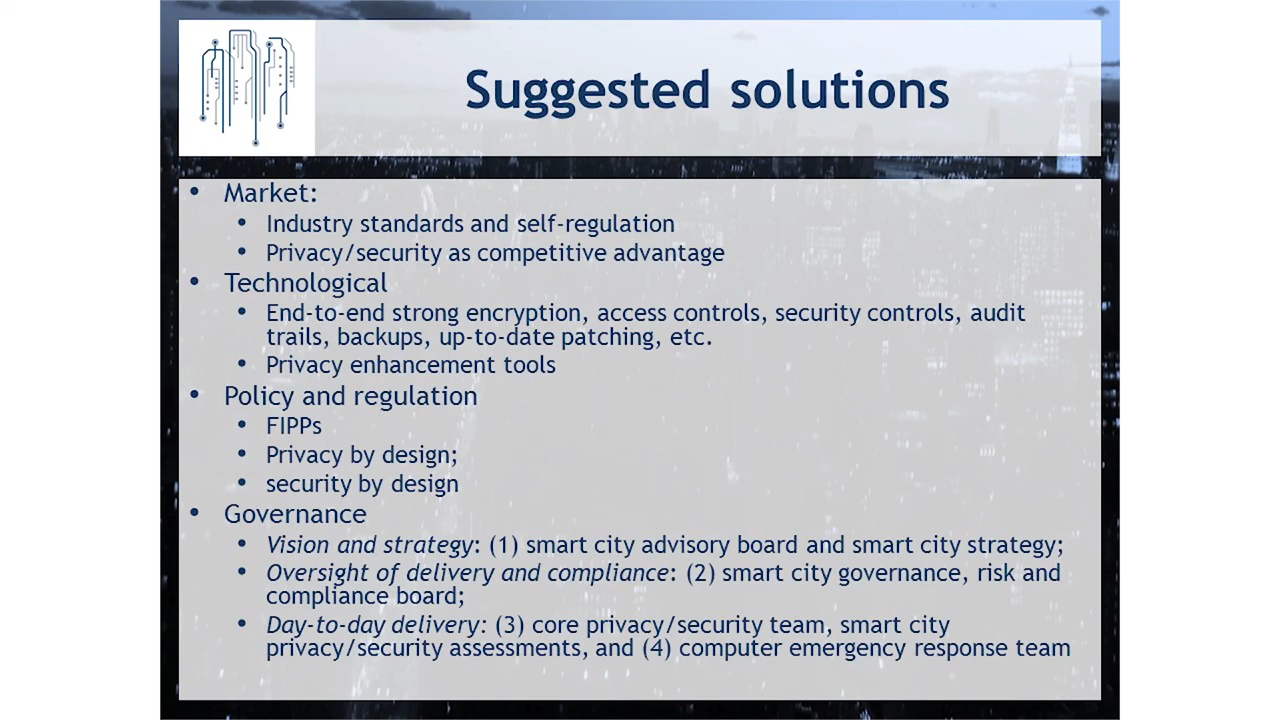 Suggested solutions
• Market:
• Industry standards and self-regulation
• Privacy/security as competitive advantage
• Technological
• End-to-end strong encryption, access controls, security controls, audit
trails, backups, up-to-date patching, etc.
• Privacy enhancement tools
• Policy and regulation
• FIPPs
• Privacy by design;
• security by design
• Governance
• Vision and strategy: (1) smart city advisory board and smart city strategy;
• Oversight of delivery and compliance: (2) smart city governance, risk and
compliance board;
• Day-to-day delivery: (3) core privacy/security team, smart city
privacy/security assessments, and (4) computer emergency response team